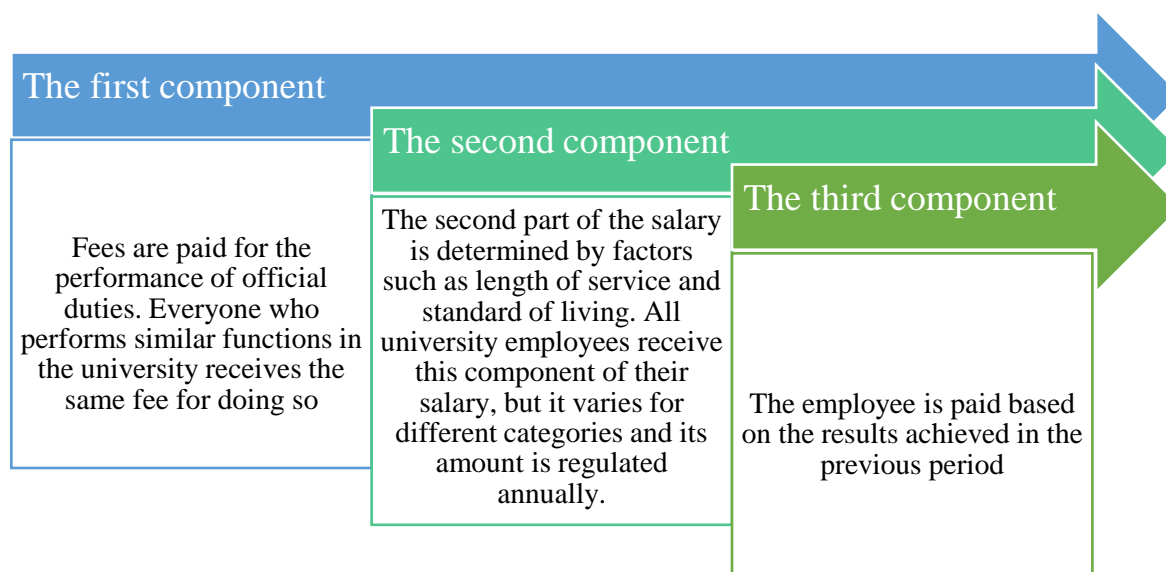 The first component
Fees are paid for the
performance of official
duties. Everyone who
performs similar functions in
the university receives the
same fee for doing so
The second component
The second part of the salary
is determined by factors
such as length of service and
standard of living. All
university employees receive
this component of their
salary, but it varies for
different categories and its
amount is regulated
annually.
The third component
The employee is paid based
on the results achieved in the
previous period